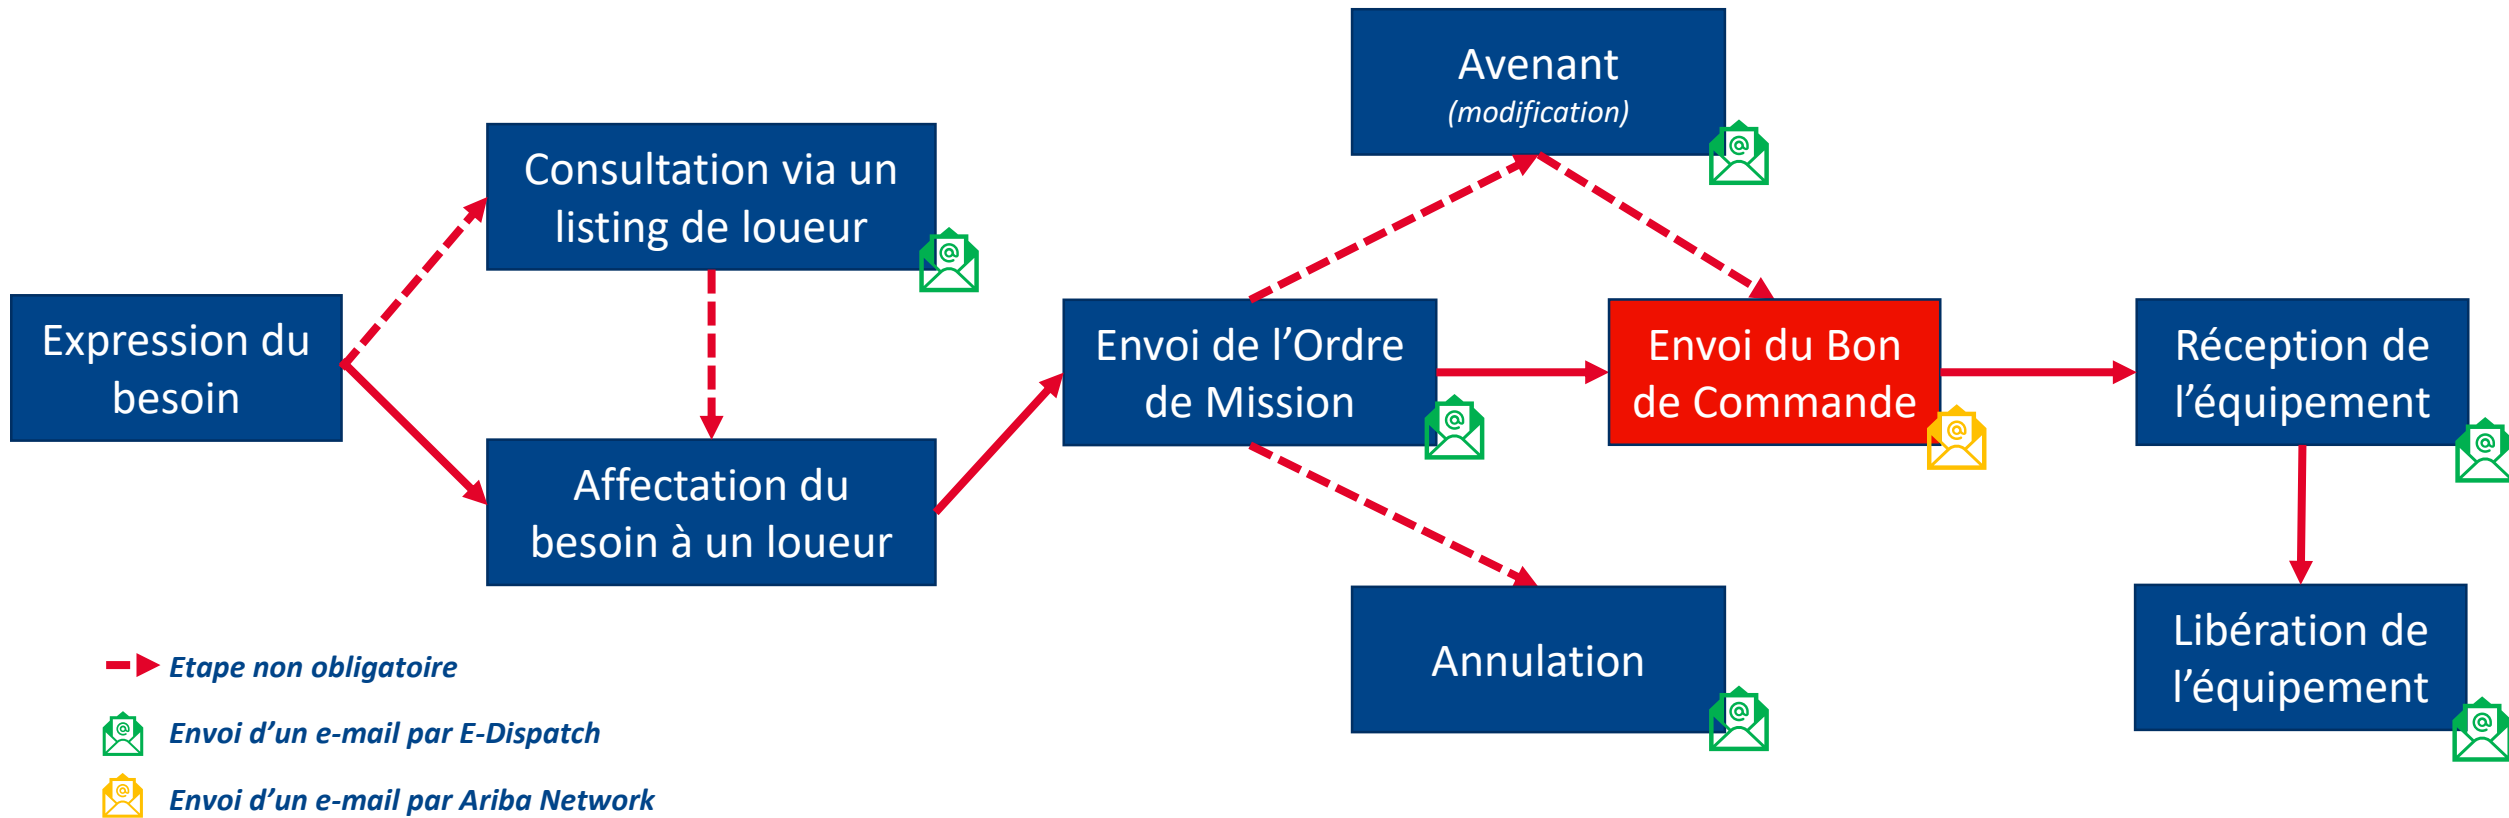 Avenant
(modification)
Consultation via un
listing de loueur
Expression du
besoin
Envoi de l’Ordre
de Mission
Envoi du Bon
de Commande
Réception de
l’équipement
Affectation du
besoin à un loueur
Annulation
Libération de
l’équipement
Etape non obligatoire
Envoi d’un e-mail par E-Dispatch
Envoi d’un e-mail par Ariba Network